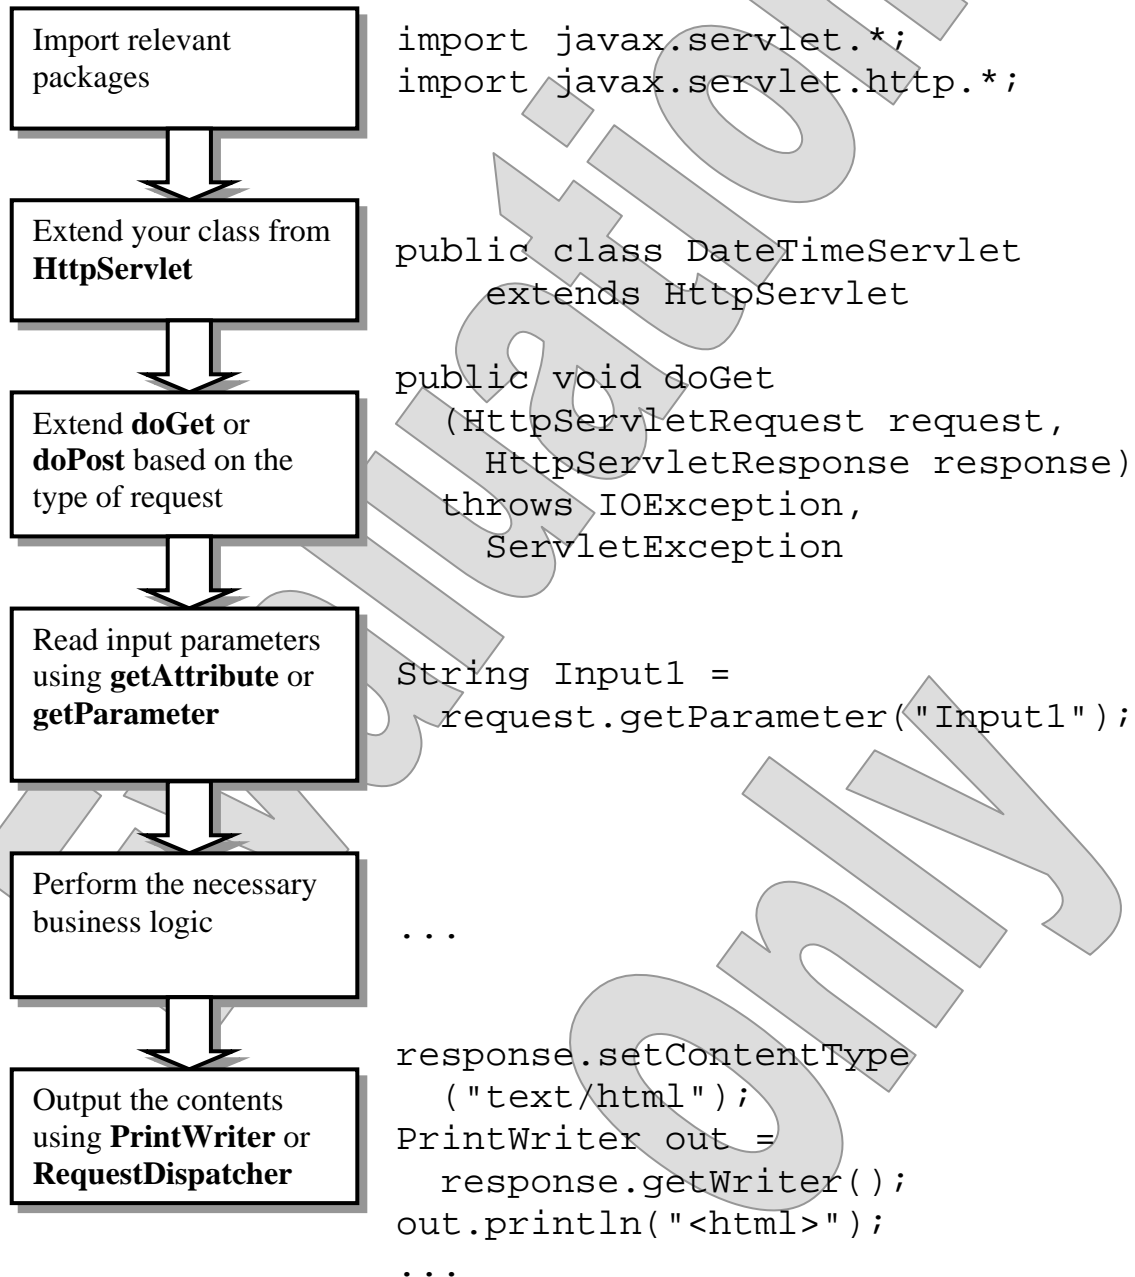 Import relevant
packages
import javax.servlet.*;
import javax.servlet.http.*;
Extend your class from
HttpServlet
public class DateTimeServlet
extends HttpServlet
Extend doGet or
doPost based on the
type of request
public void doGet
(HttpServletRequest request,
HttpServletResponse response)
throws IOException,
ServletException
Read input parameters
using getAttribute or
getParameter
String Input1 =
request.getParameter("Input1");
Perform the necessary
business logic
...
Output the contents
using PrintWriter or
RequestDispatcher
response.setContentType
("text/html");
PrintWriter out =
response.getWriter();
out.println("<html>");
...
Evaluation
Only